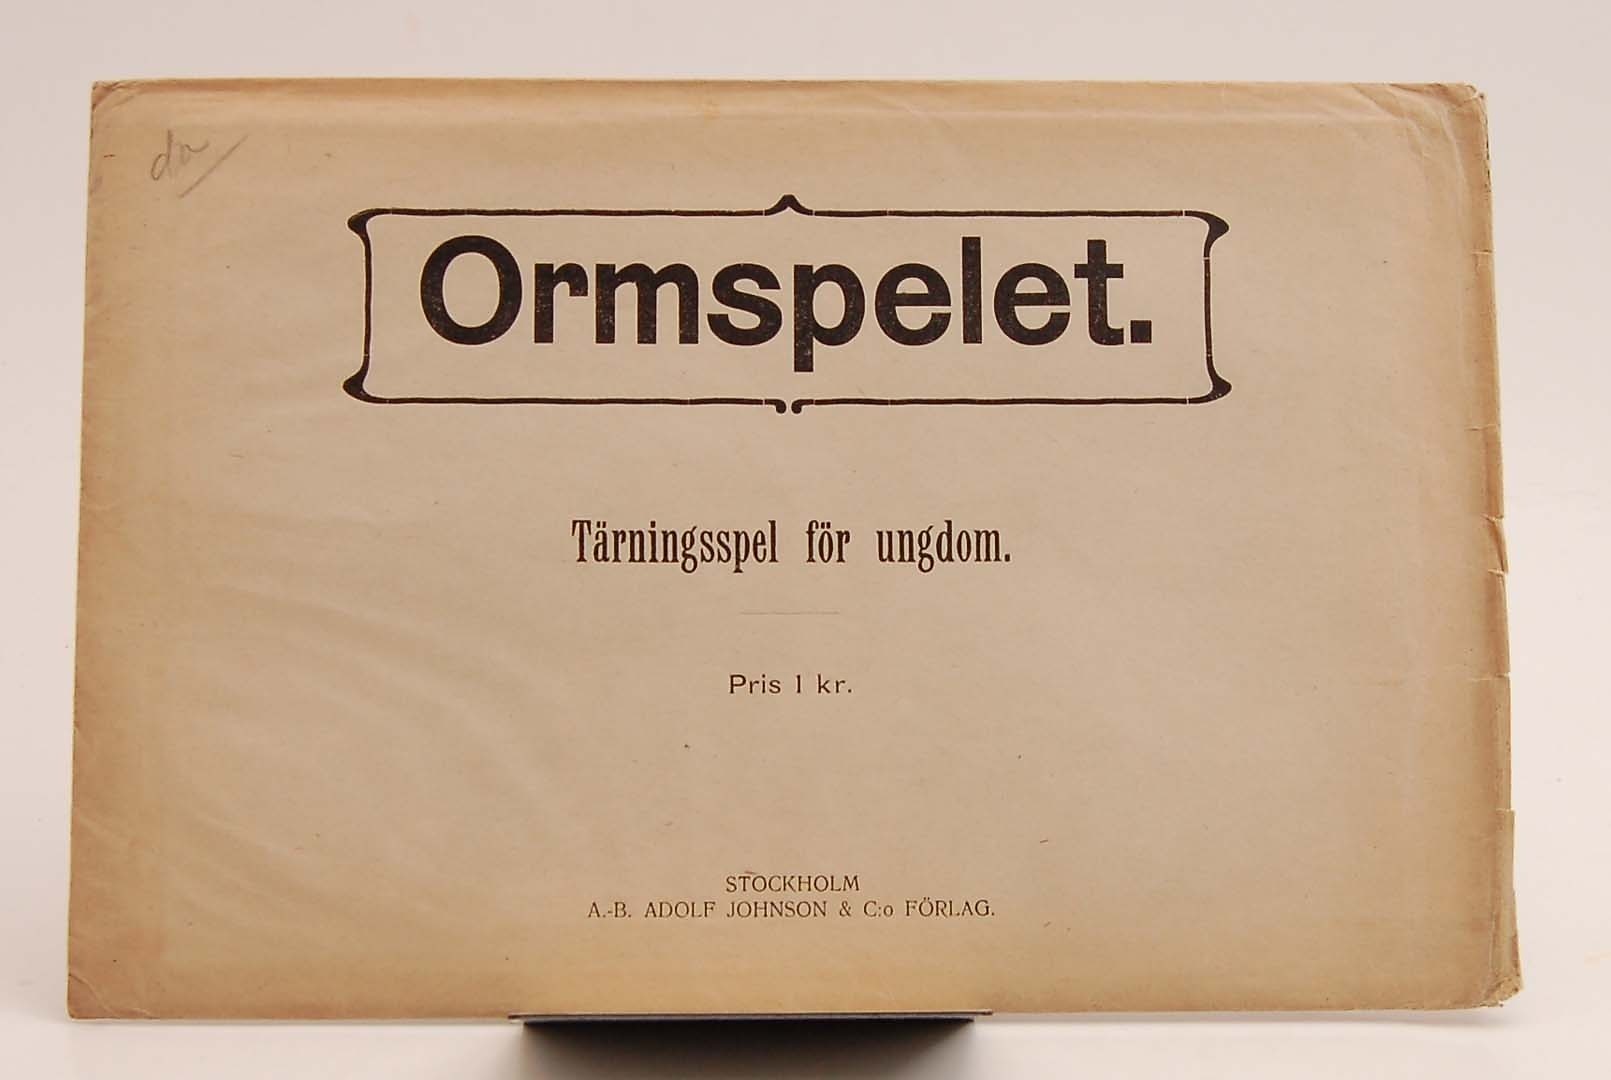 Ormspelet.
Tärningsspel för ungdom.
Pris 1 kr.
STOCKHOLM
A.-B. ADOLF JOHNSON & C:o FÖRLAG.